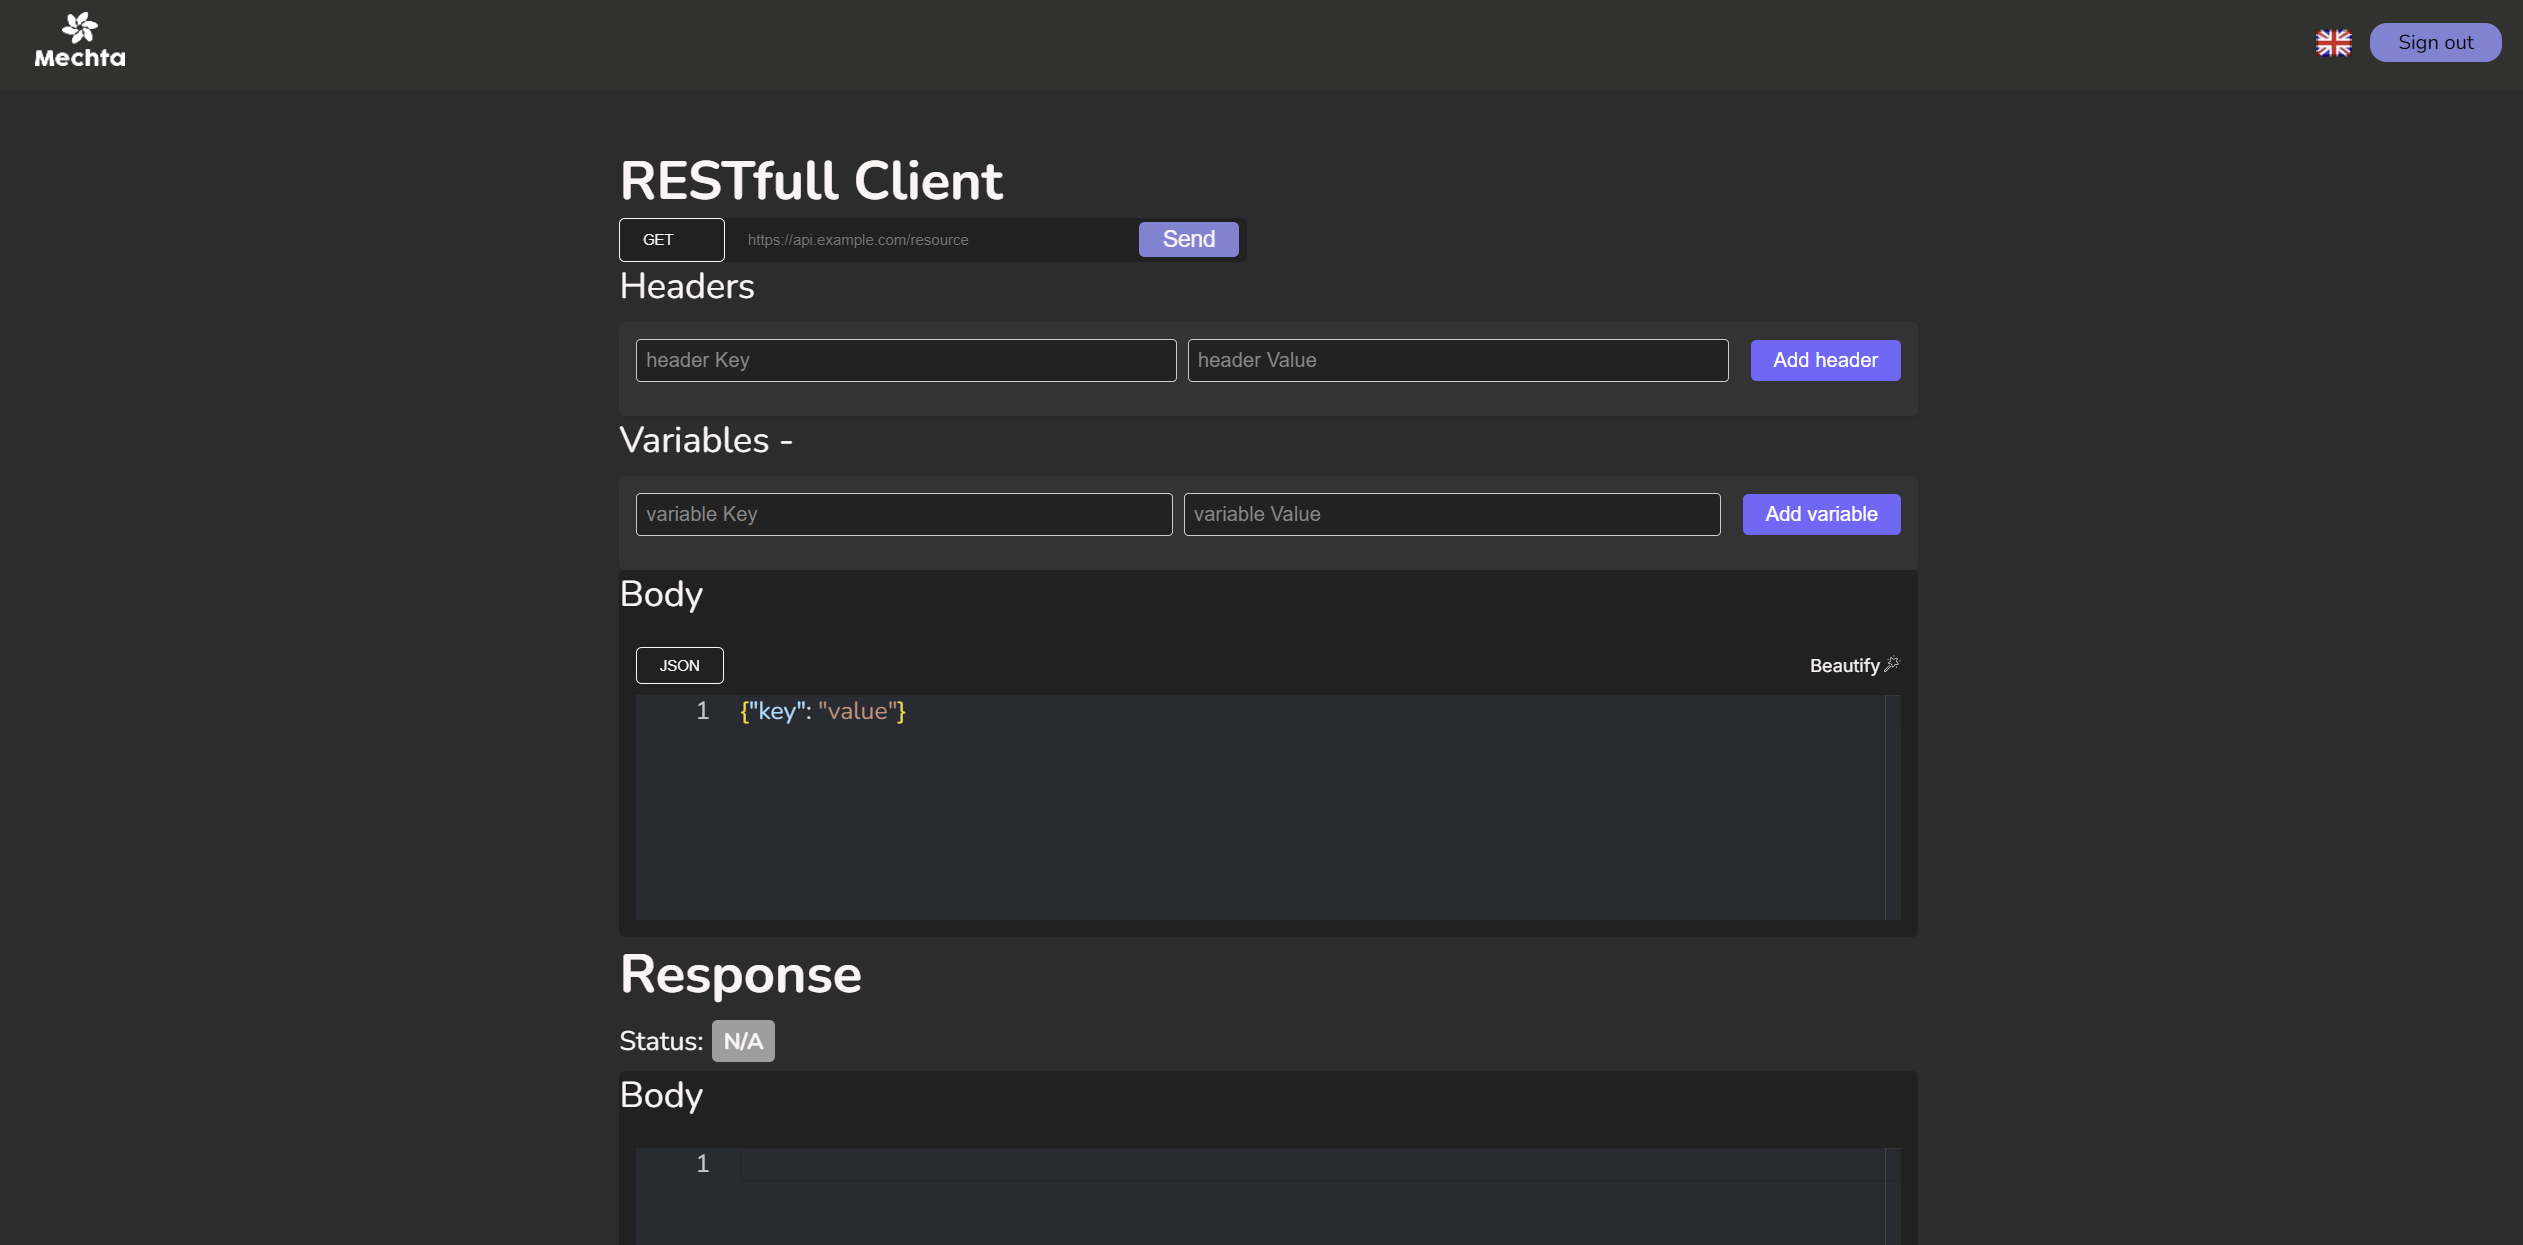 Mechta
Sign out
RESTfull Client
GET https://api.example.com/resource Send
Headers
header Key header Value Add header
Variables -
variable Key variable Value Add variable
Body
JSON Beautify
1 {"key": "value"}
Response
Status: N/A
Body
1